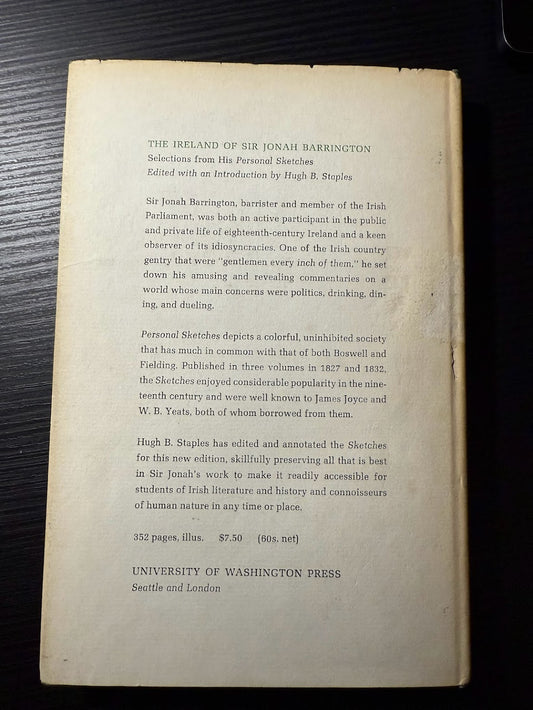 THE IRELAND OF SIR JONAH BARRINGTON
Selections from His Personal Sketches
Edited with an Introduction by Hugh B. Staples
Sir Jonah Barrington, barrister and member of the Irish
Parliament, was both an active participant in the public
and private life of eighteenth-century Ireland and a keen
observer of its idiosyncracies. One of the Irish country
gentry that were "gentlemen every inch of them," he set
down his amusing and revealing commentaries on a
world whose main concerns were politics, drinking, din-
ing, and dueling.
Personal Sketches depicts a colorful, uninhibited society
that has much in common with that of both Boswell and
Fielding. Published in three volumes in 1827 and 1832,
the Sketches enjoyed considerable popularity in the nine-
teenth century and were well known to James Joyce and
W. B. Yeats, both of whom borrowed from them.
Hugh B. Staples has edited and annotated the Sketches
for this new edition, skillfully preserving all that is best
in Sir Jonah's work to make it readily accessible for
students of Irish literature and history and connoisseurs
of human nature in any time or place.
352 pages, illus. $7.50 (60s. net)
UNIVERSITY OF WASHINGTON PRESS
Seattle and London